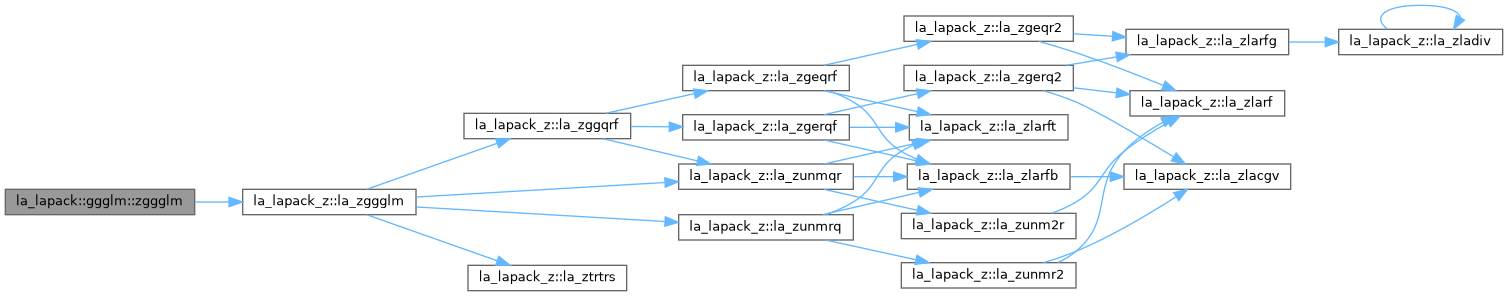 la_lapack::ggglm::zggglm
la_lapack_z::la_zggglm
la_lapack_z::la_zggqrf
la_lapack_z::la_ztrtrs
la_lapack_z::la_zgeqrf
la_lapack_z::la_zgerqf
la_lapack_z::la_zunmqr
la_lapack_z::la_zunmrq
la_lapack_z::la_zgeqr2
la_lapack_z::la_zgerq2
la_lapack_z::la_zlarft
la_lapack_z::la_zlarfb
la_lapack_z::la_zunm2r
la_lapack_z::la_zunmr2
la_lapack_z::la_zlarfg
la_lapack_z::la_zlarf
la_lapack_z::la_zlacgv
la_lapack_z::la_zladiv